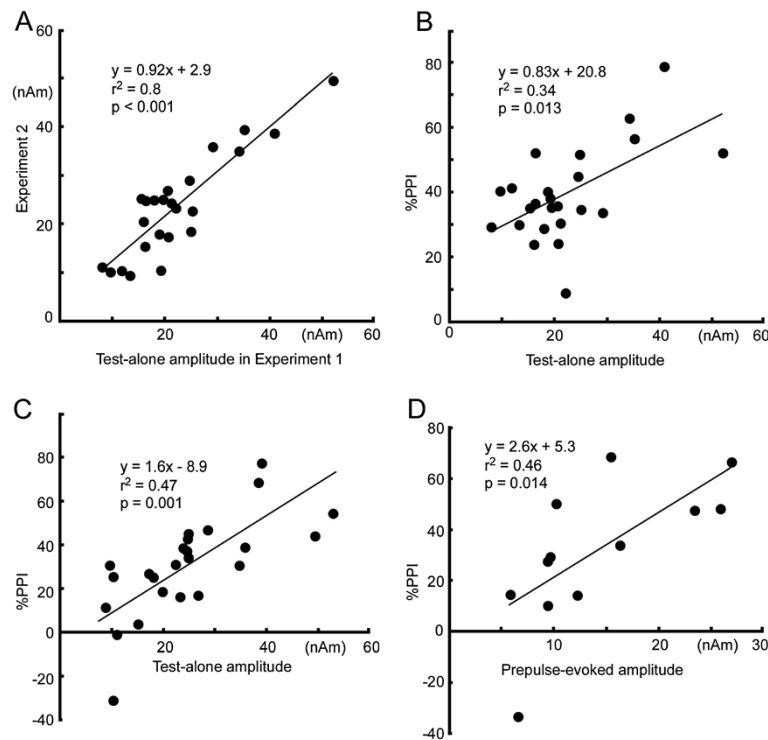 A
y = 0.92x + 2.9
r² = 0.8
p < 0.001
Experiment 2
(nAm)
60
40
20
0
20
40
(nAm)
60
Test-alone amplitude in Experiment 1
B
y = 0.83x + 20.8
r² = 0.34
p = 0.013
%PPI
80
60
40
20
0
0
20
40
(nAm)
60
Test-alone amplitude
C
y = 1.6x - 8.9
r² = 0.47
p = 0.001
%PPI
80
60
40
20
0
-20
-40
20
40
(nAm)
60
Test-alone amplitude
D
y = 2.6x + 5.3
r² = 0.46
p = 0.014
%PPI
80
60
40
20
0
-20
-40
10
20
(nAm)
30
Prepulse-evoked amplitude